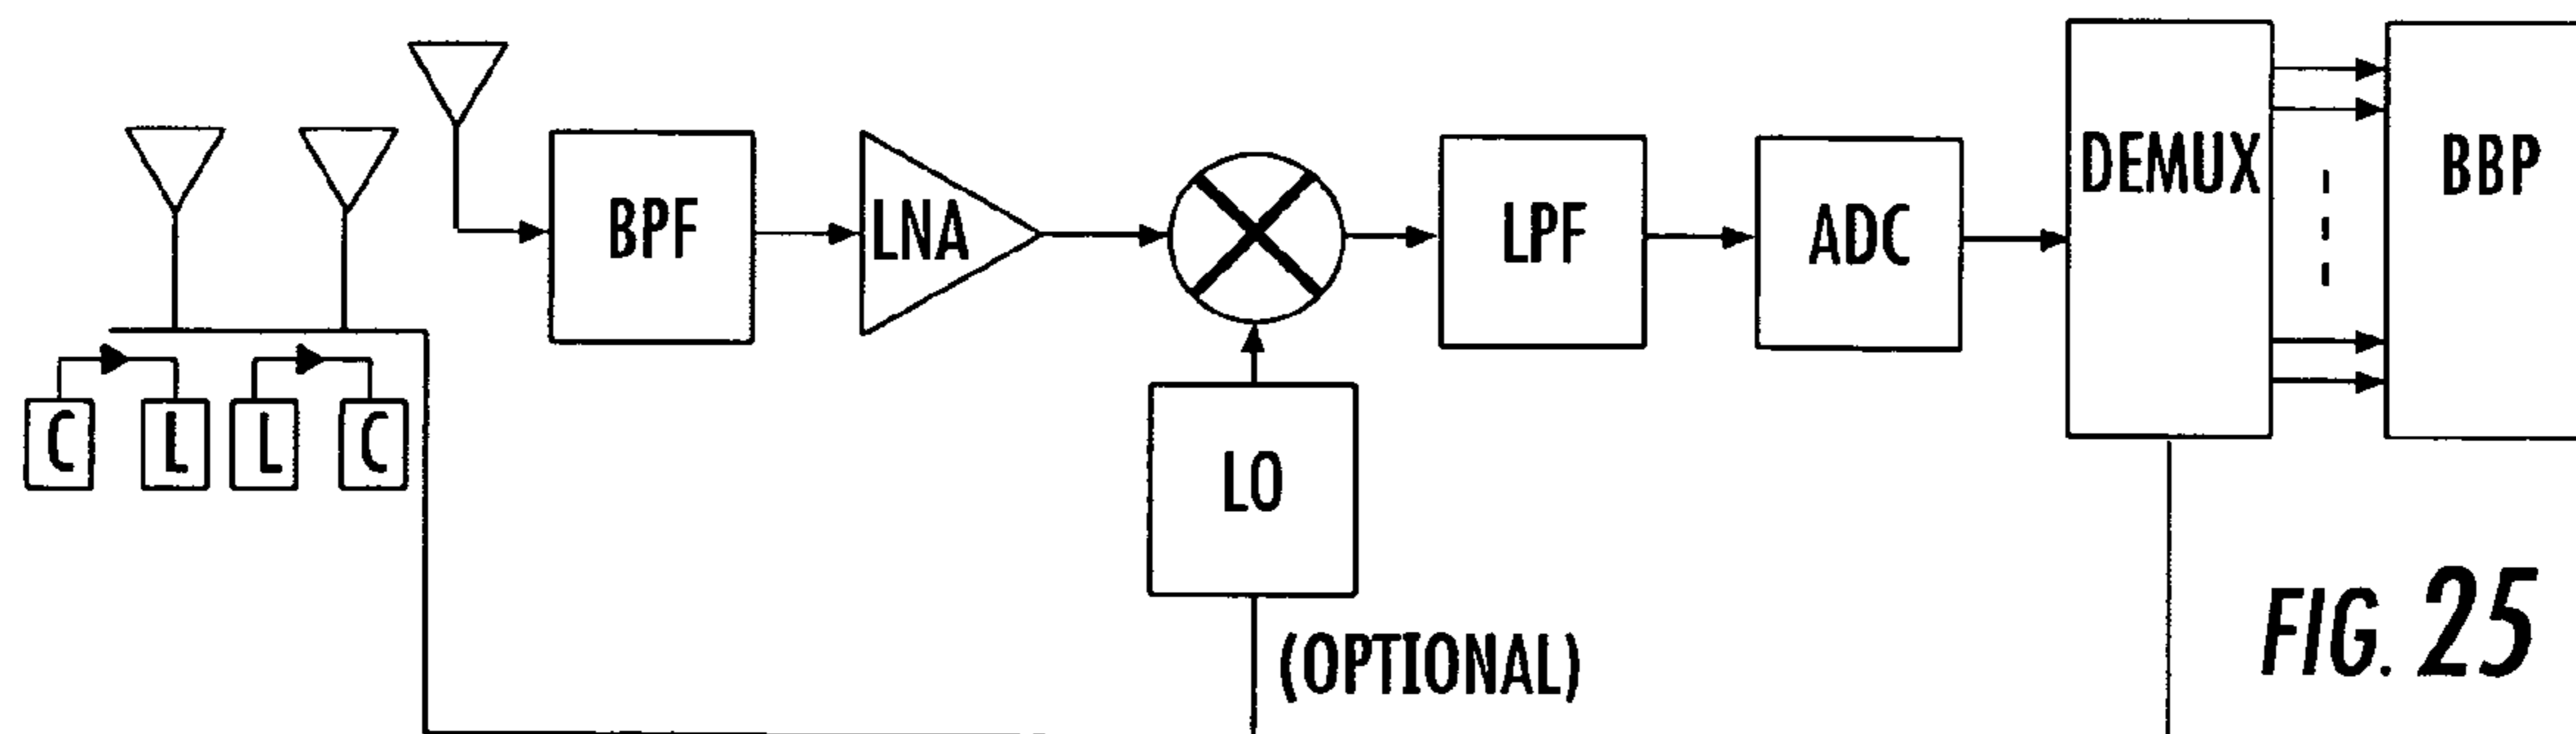 BPF
LNA
LPF
ADC
DEMUX
BBP
C L L C
LO
(OPTIONAL)
FIG. 25